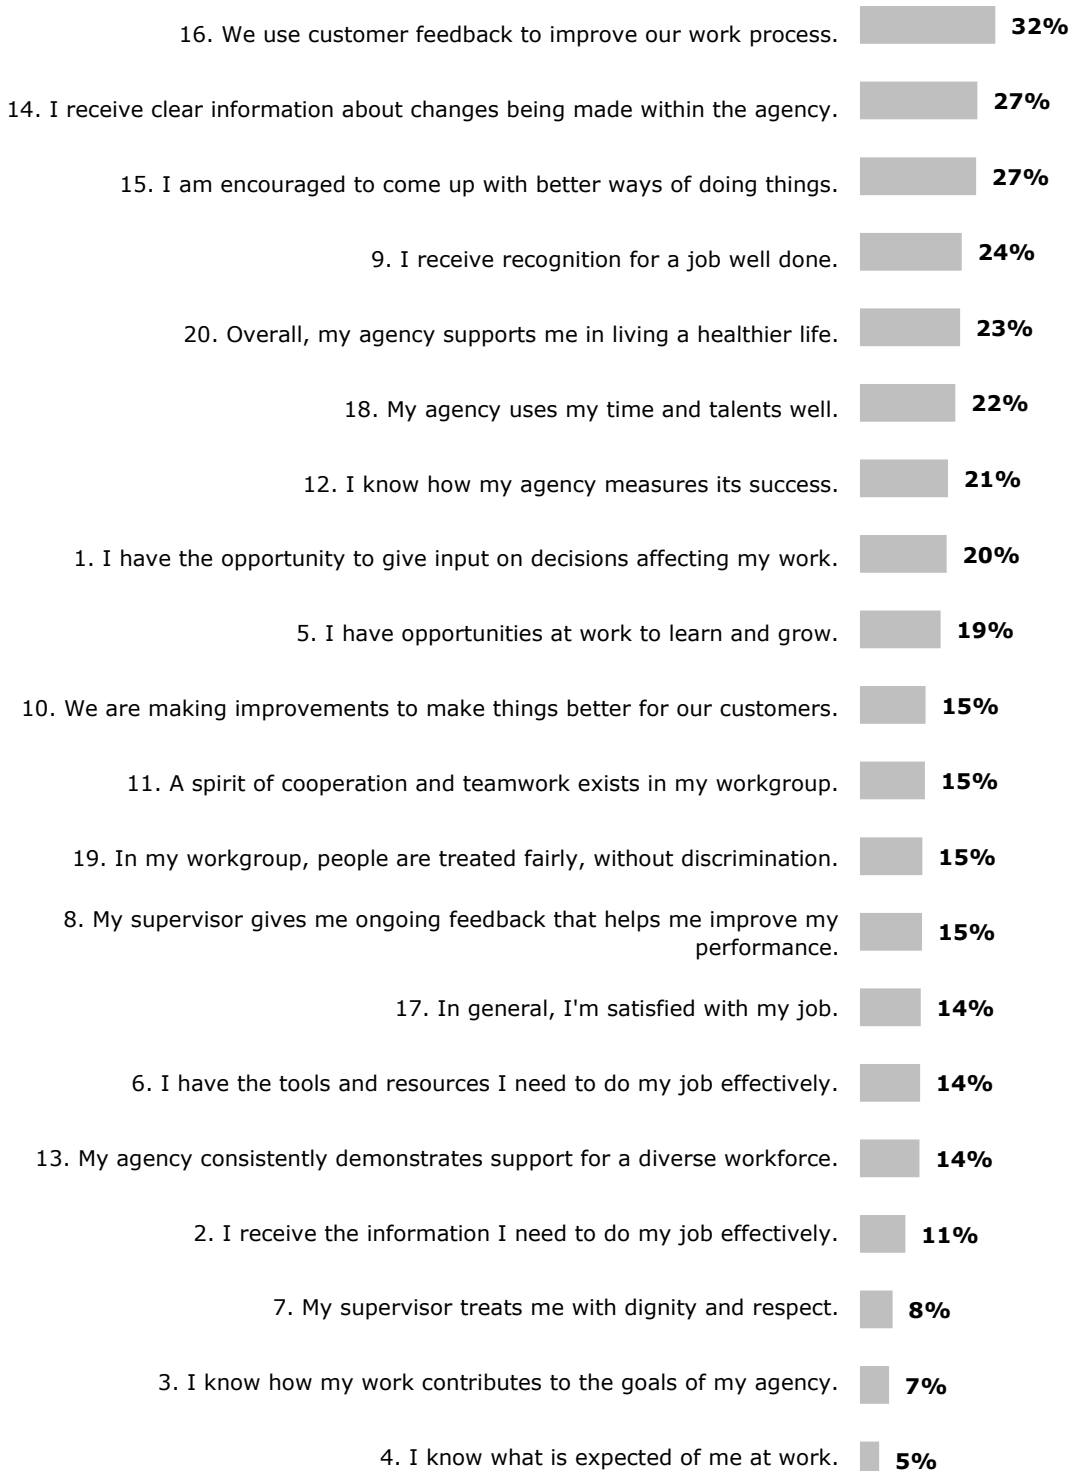 16. We use customer feedback to improve our work process. 32%
14. I receive clear information about changes being made within the agency. 27%
15. I am encouraged to come up with better ways of doing things. 27%
9. I receive recognition for a job well done. 24%
20. Overall, my agency supports me in living a healthier life. 23%
18. My agency uses my time and talents well. 22%
12. I know how my agency measures its success. 21%
1. I have the opportunity to give input on decisions affecting my work. 20%
5. I have opportunities at work to learn and grow. 19%
10. We are making improvements to make things better for our customers. 15%
11. A spirit of cooperation and teamwork exists in my workgroup. 15%
19. In my workgroup, people are treated fairly, without discrimination. 15%
8. My supervisor gives me ongoing feedback that helps me improve my
performance. 15%
17. In general, I'm satisfied with my job. 14%
6. I have the tools and resources I need to do my job effectively. 14%
13. My agency consistently demonstrates support for a diverse workforce. 14%
2. I receive the information I need to do my job effectively. 11%
7. My supervisor treats me with dignity and respect. 8%
3. I know how my work contributes to the goals of my agency. 7%
4. I know what is expected of me at work. 5%